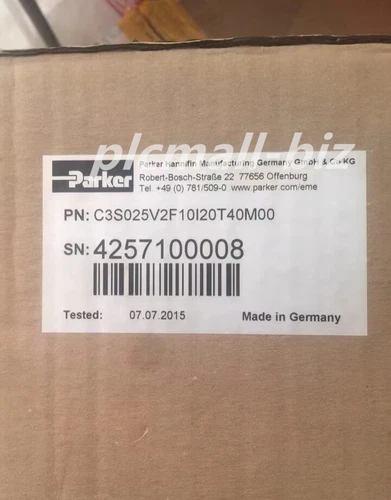 plcmall.biz
Parker Hannifin Manufacturing Germany GmbH & Co KG
Robert-Bosch-Straße 22 77656 Offenburg
Tel. +49 (0) 781/509-0 www.parker.com/eme
Parker
PN: C3S025V2F10I20T40M00
SN: 4257100008
Tested: 07.07.2015 Made in Germany